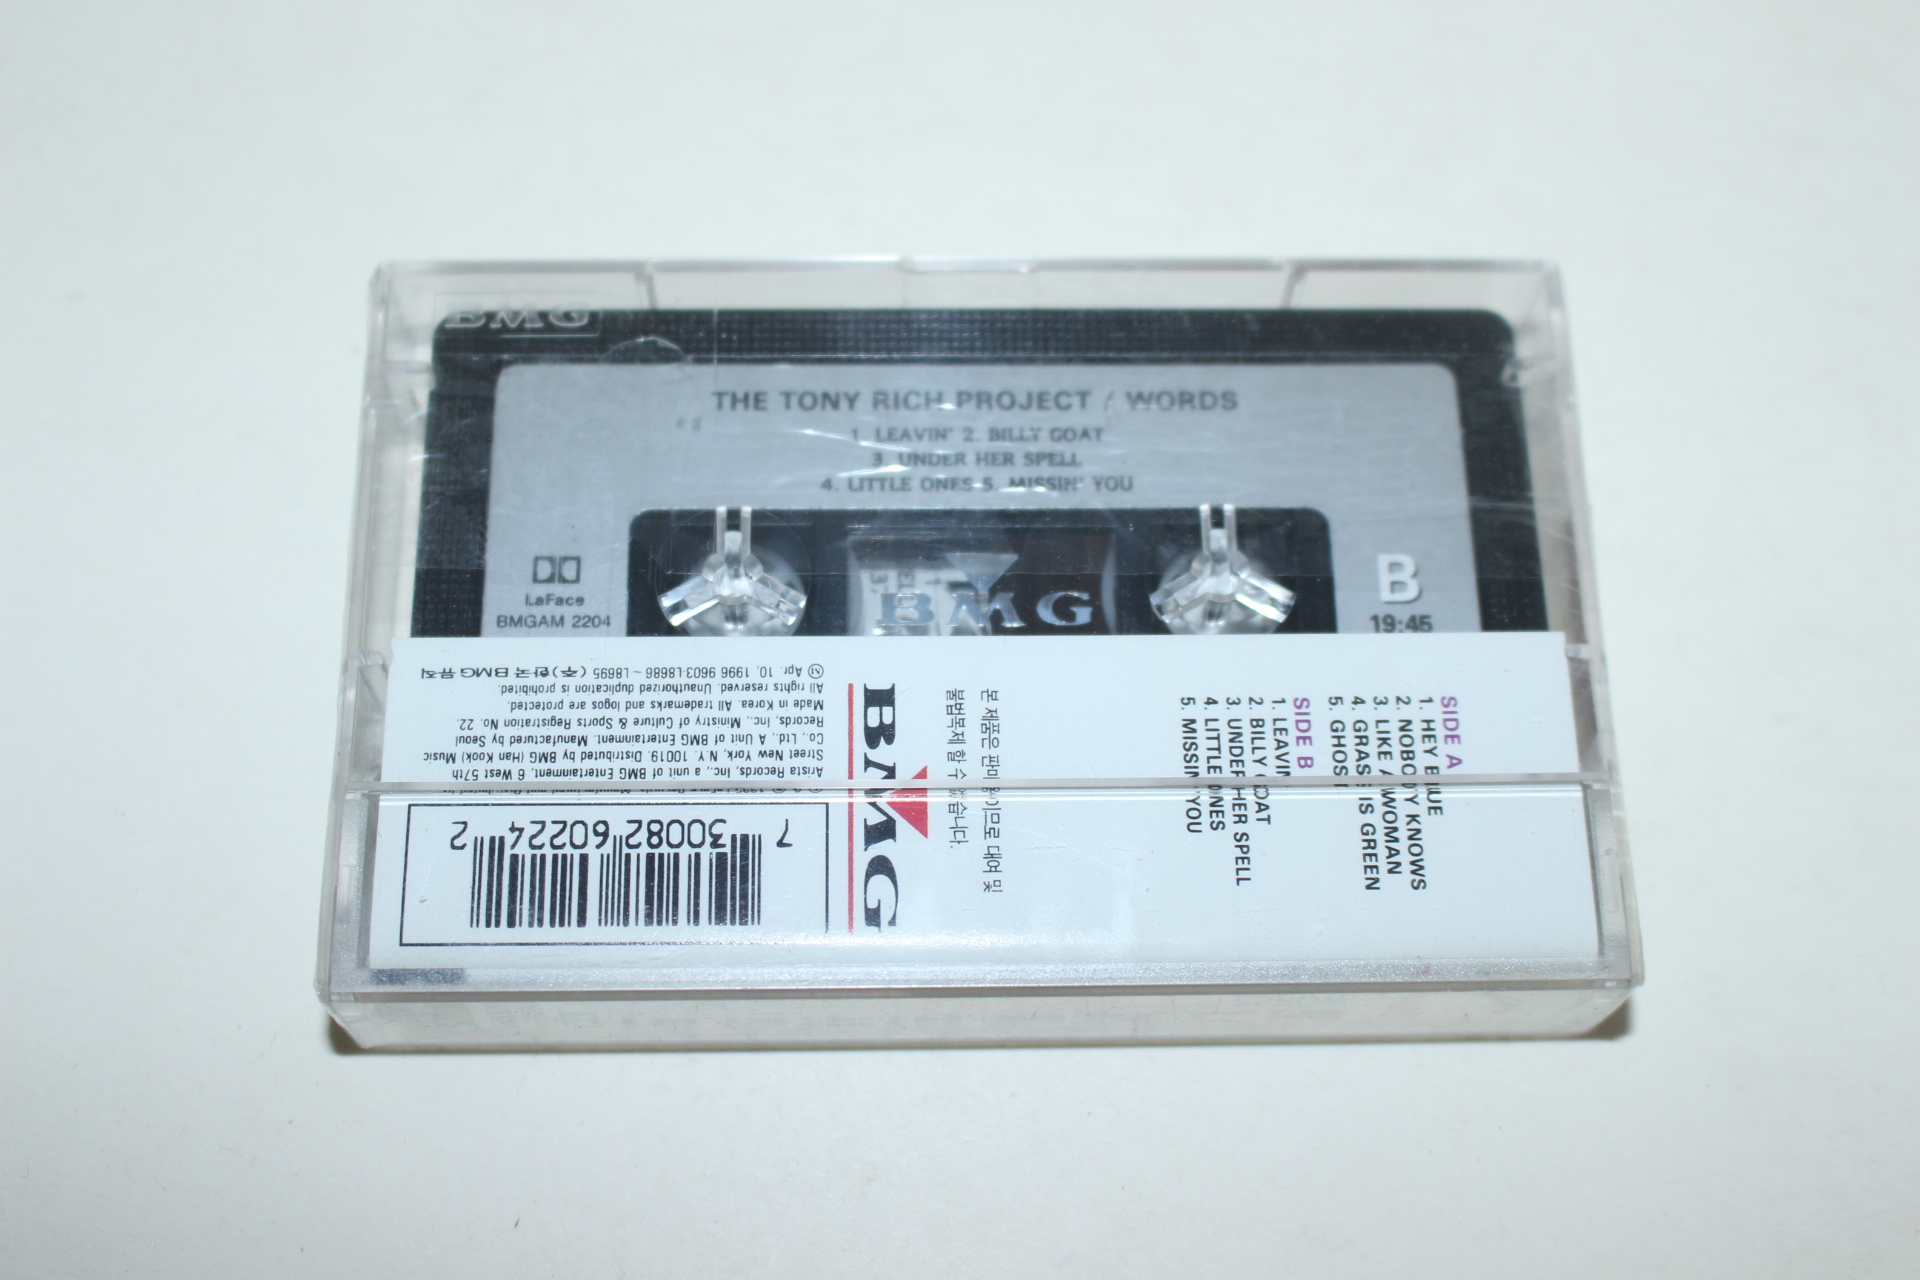 BMG
THE TONY RICH PROJECT / WORDS
1. LEAVIN' 2. BILLY GOAT
3. UNDER HER SPELL
4. LITTLE ONES 5. MISSIN' YOU
LaFace
BMGAM 2204
BMG
B
19:45
SIDE A
1. HEY BLUE
2. NOBODY KNOWS
3. LIKE A WOMAN
4. GRASS IS GREEN
5. GHOST
SIDE B
1. LEAVIN'
2. BILLY GOAT
3. UNDER HER SPELL
4. LITTLE ONES
5. MISSIN' YOU
본 제품은 판매용이므로 대여 및
불법복제 할 수 없습니다.
BMG
Arista Records, Inc., a unit of BMG Entertainment, 6 West 57th
Street New York, N.Y. 10019. Distributed by BMG (Han Kook) Music
Co., Ltd., A Unit of BMG Entertainment. Manufactured by Seoul
Records, Inc., Ministry of Culture & Sports Registration No. 22.
Made in Korea. All trademarks and logos are protected.
All rights reserved. Unauthorized duplication is prohibited.
Ⓜ Apr. 10, 1996 9603-L8686~L8695 (주)한국BMG뮤직
7 30082 60224 2